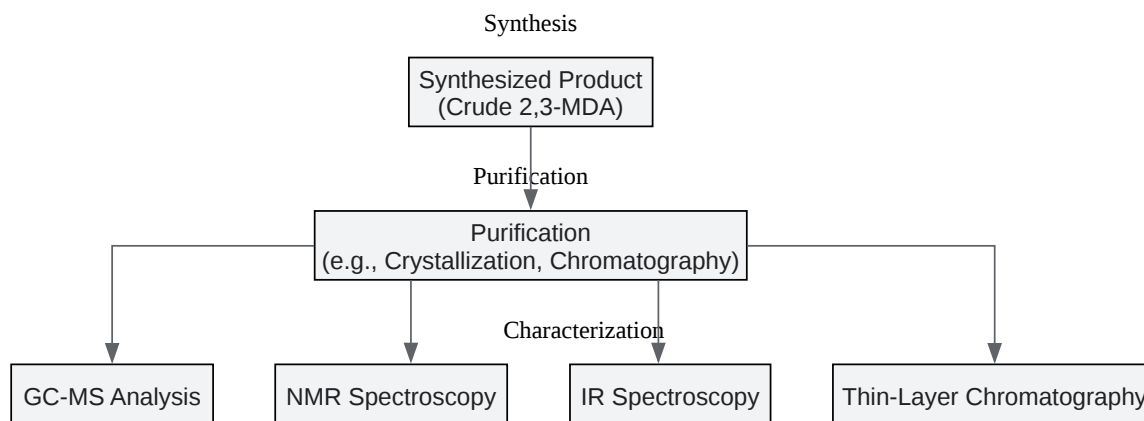 Synthesis
Synthesized Product
(Crude 2,3-MDA)
Purification
Purification
(e.g., Crystallization, Chromatography)
Characterization
GC-MS Analysis
NMR Spectroscopy
IR Spectroscopy
Thin-Layer Chromatography